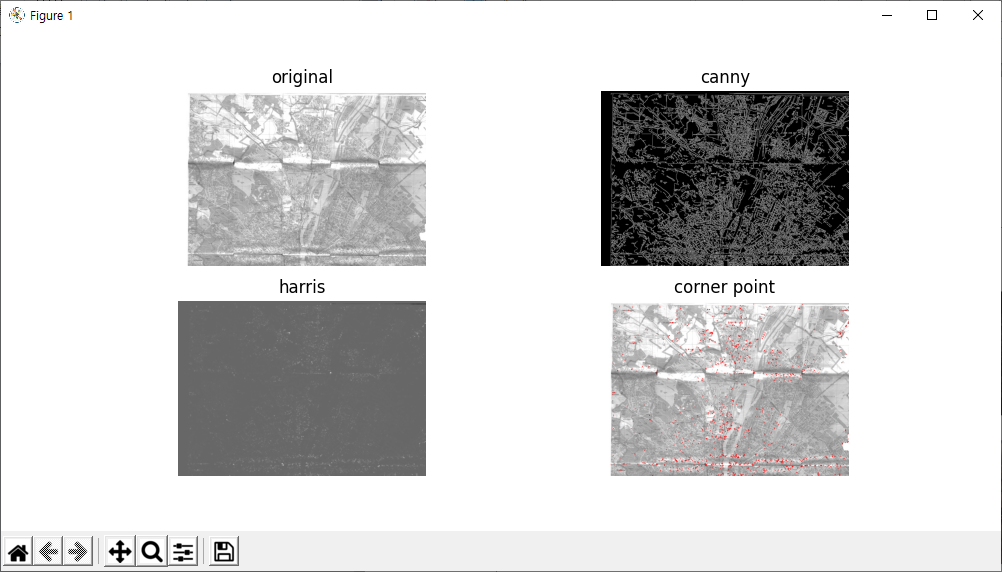 Figure 1
original
canny
harris
corner point